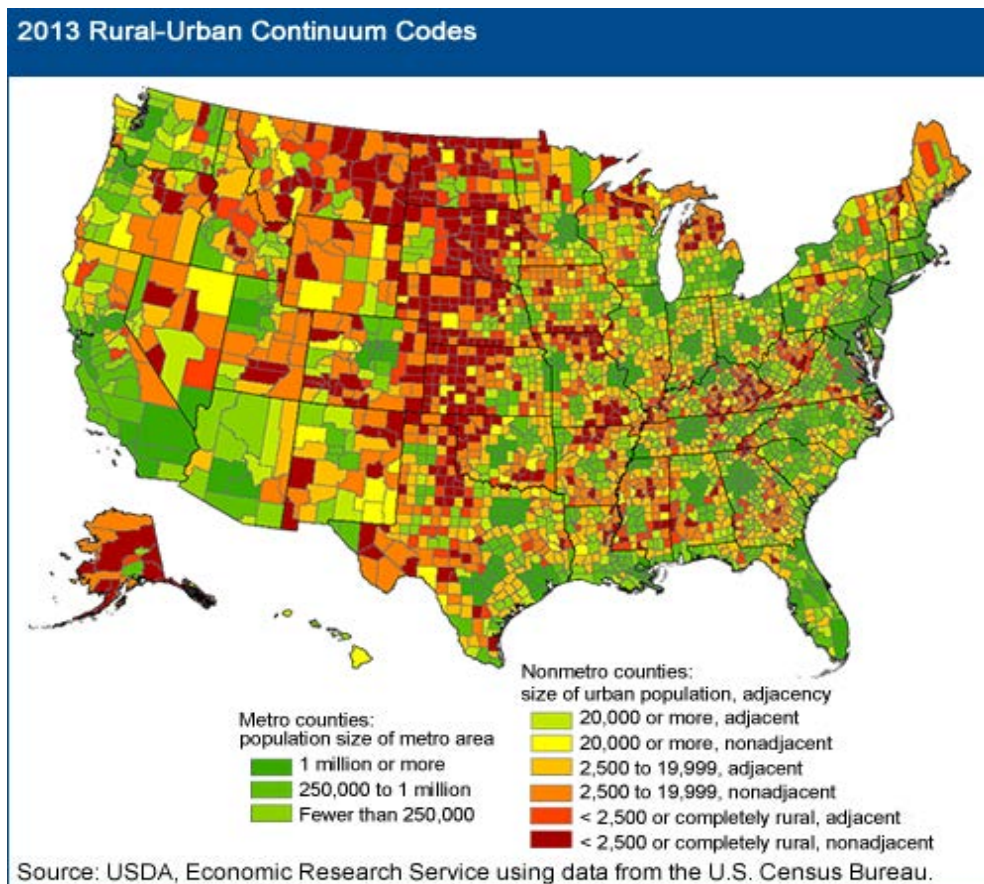 2013 Rural-Urban Continuum Codes
Metro counties:
population size of metro area
1 million or more
250,000 to 1 million
Fewer than 250,000
Nonmetro counties:
size of urban population, adjacency
20,000 or more, adjacent
20,000 or more, nonadjacent
2,500 to 19,999, adjacent
2,500 to 19,999, nonadjacent
< 2,500 or completely rural, adjacent
< 2,500 or completely rural, nonadjacent
Source: USDA, Economic Research Service using data from the U.S. Census Bureau.